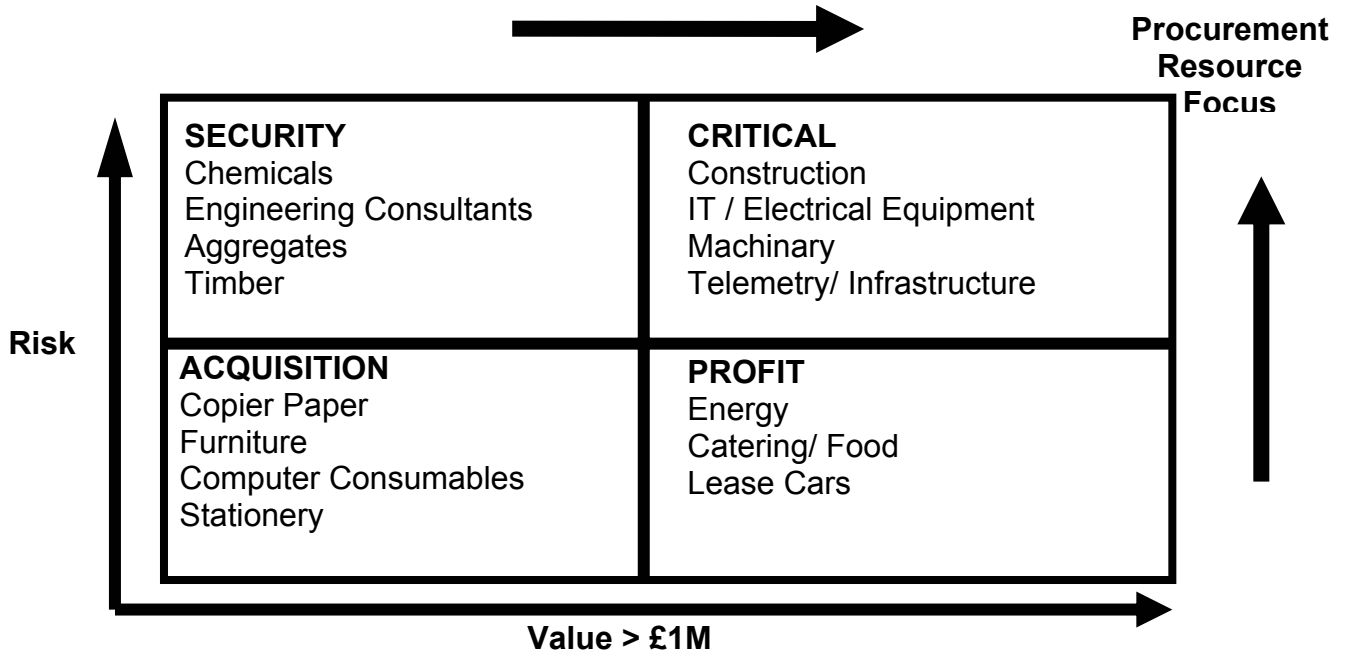 Procurement
Resource
Focus
SECURITY
Chemicals
Engineering Consultants
Aggregates
Timber
CRITICAL
Construction
IT / Electrical Equipment
Machinary
Telemetry/ Infrastructure
Risk
ACQUISITION
Copier Paper
Furniture
Computer Consumables
Stationery
PROFIT
Energy
Catering/ Food
Lease Cars
Value > £1M